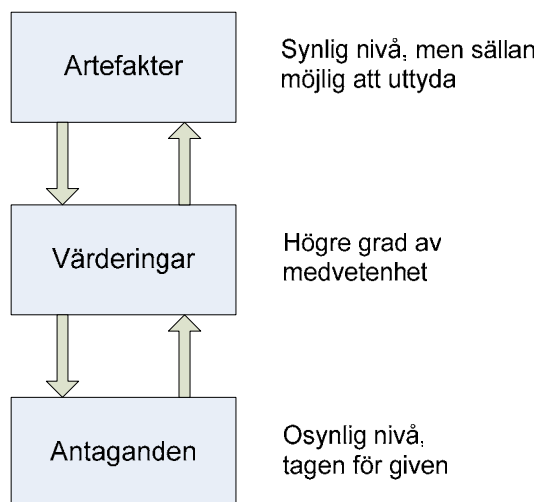 Artefakter
Synlig nivå, men sällan
möjlig att uttyda
Värderingar
Högre grad av
medvetenhet
Antaganden
Osynlig nivå,
tagen för given